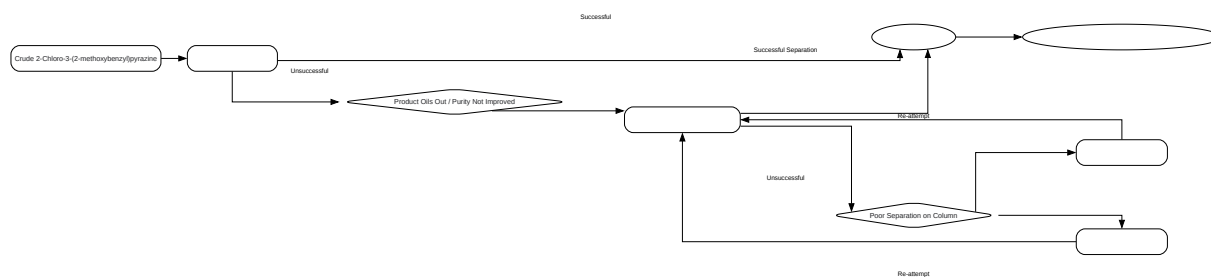 Successful
Successful Separation
Crude 2-Chloro-3-(2-methoxybenzyl)pyrazine
Unsuccessful
Product Oils Out / Purity Not Improved
Re-attempt
Unsuccessful
Poor Separation on Column
Re-attempt